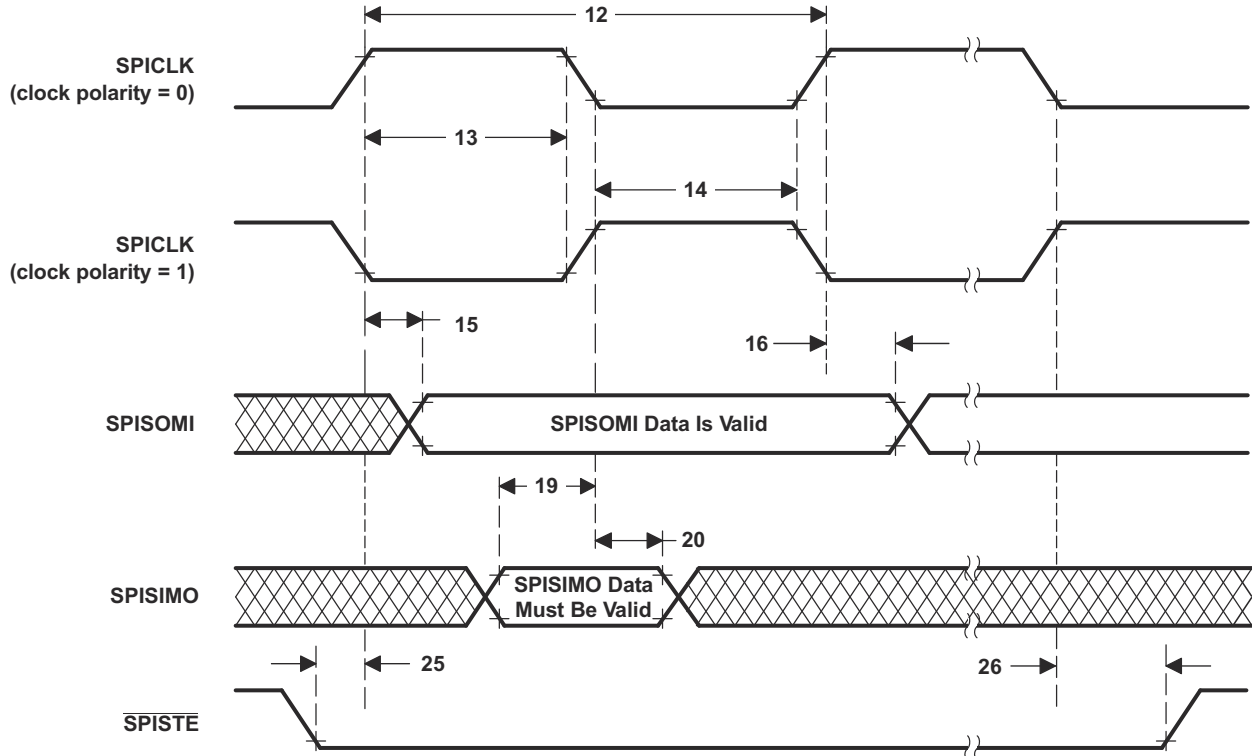 12
SPICLK
(clock polarity = 0)
13
14
SPICLK
(clock polarity = 1)
15
16
SPISOMI
SPISOMI Data Is Valid
19
20
SPISIMO
SPISIMO Data
Must Be Valid
25
26
SPISTE